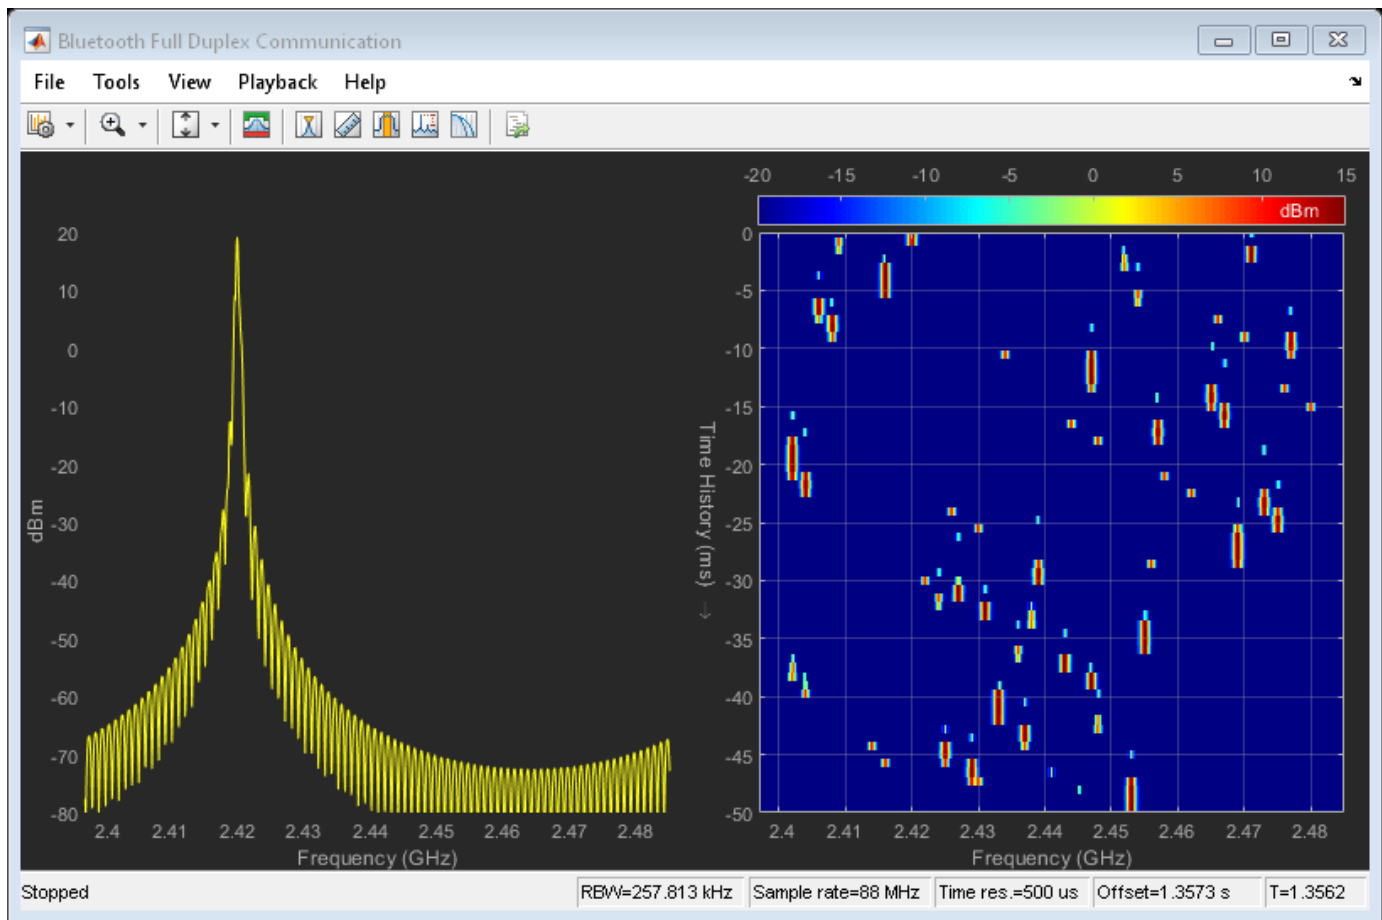 Bluetooth Full Duplex Communication
File Tools View Playback Help
-20 -15 -10 -5 0 5 10 15
dBm
20
10
0
-10
-20
-30
-40
-50
-60
-70
-80
dBm
2.4 2.41 2.42 2.43 2.44 2.45 2.46 2.47 2.48
Frequency (GHz)
0
-5
-10
-15
-20
-25
-30
-35
-40
-45
-50
Time History (ms) →
2.4 2.41 2.42 2.43 2.44 2.45 2.46 2.47 2.48
Frequency (GHz)
Stopped RBW=257.813 kHz Sample rate=88 MHz Time res.=500 us Offset=1.3573 s T=1.3562